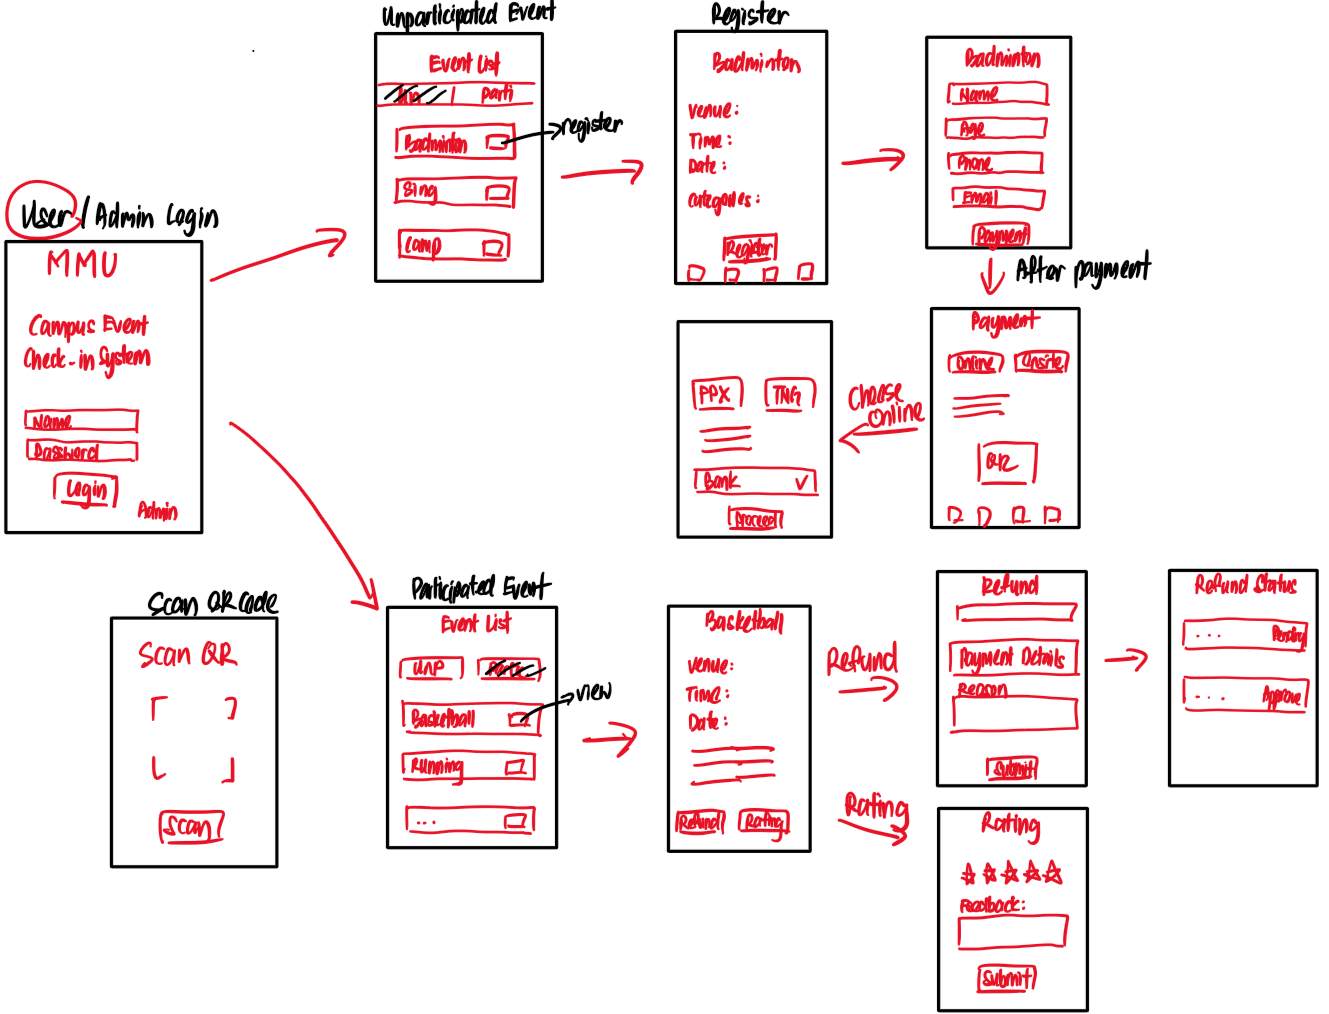 User / Admin Login
MMU
Campus Event
Check-in System
Name
Password
Login
Admin
Unparticipated Event
Event List
Unp | Parti
Badminton
register
Sing
Camp
Register
Badminton
Venue:
Time:
Date:
Categories:
Register
Badminton
Name
Age
Phone
Email
Payment
After payment
Payment
Online Onsite
QR
Choose
Online
FPX TNG
Bank
Proceed
Scan QR Code
Scan QR
Scan
Participated Event
Event List
UnP
Basketball
view
Running
...
Basketball
Venue:
Time:
Date:
Refund Rating
Refund
Refund
Payment Details
Reason
Submit
Refund Status
... Pending
... Approve
Rating
Rating
Feedback:
Submit